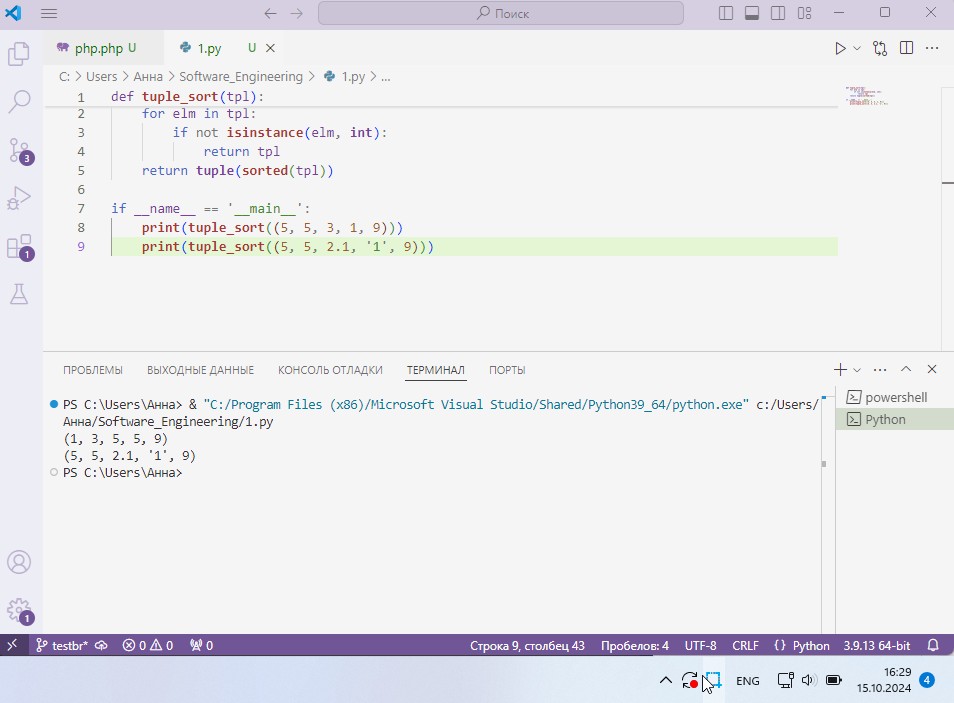 Поиск
php.php U
1.py U
C: > Users > Анна > Software_Engineering > 1.py > ...
1 def tuple_sort(tpl):
2 for elm in tpl:
3 if not isinstance(elm, int):
4 return tpl
5 return tuple(sorted(tpl))
6
7 if __name__ == '__main__':
8 print(tuple_sort((5, 5, 3, 1, 9)))
9 print(tuple_sort((5, 5, 2.1, '1', 9)))
ПРОБЛЕМЫ ВЫХОДНЫЕ ДАННЫЕ КОНСОЛЬ ОТЛАДКИ ТЕРМИНАЛ ПОРТЫ
PS C:\Users\Анна> & "C:/Program Files (x86)/Microsoft Visual Studio/Shared/Python39_64/python.exe" c:/Users/
Анна/Software_Engineering/1.py
(1, 3, 5, 5, 9)
(5, 5, 2.1, '1', 9)
PS C:\Users\Анна>
powershell
Python
3
1
1
testbr* 0 0 0 Строка 9, столбец 43 Пробелов: 4 UTF-8 CRLF {} Python 3.9.13 64-bit
ENG
16:29
15.10.2024
4